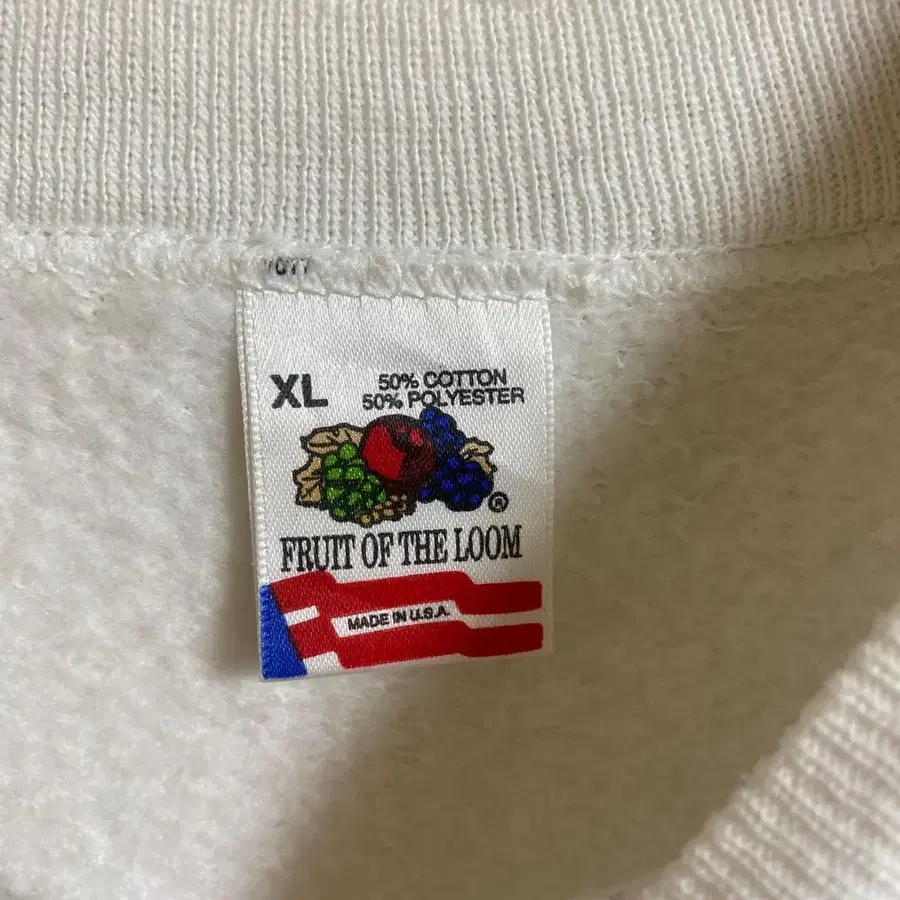 XL
50% COTTON
50% POLYESTER
®
FRUIT OF THE LOOM
MADE IN U.S.A.